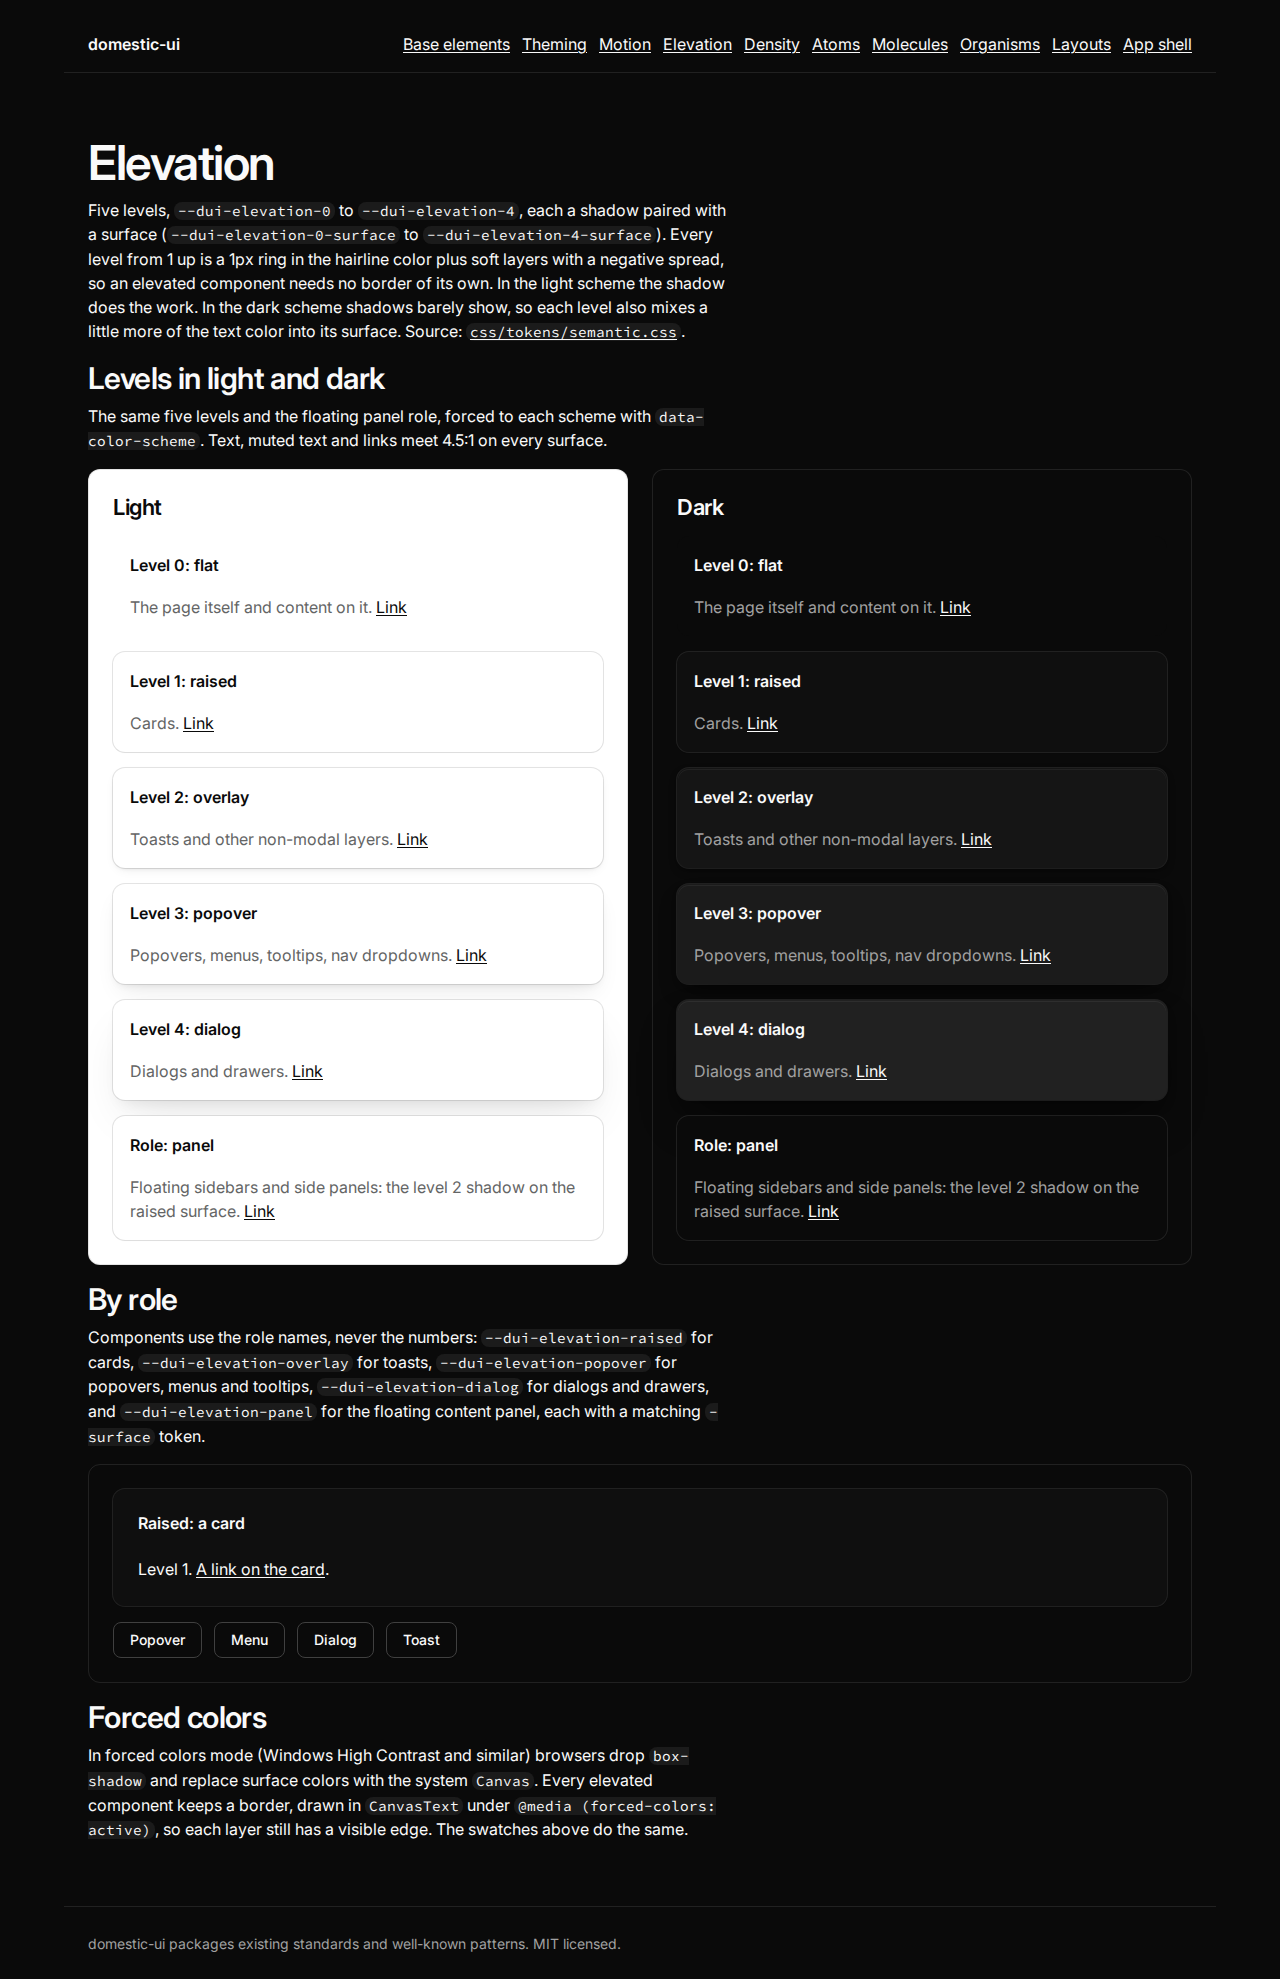 domestic-ui
Base elements Theming Motion Elevation Density Atoms Molecules Organisms Layouts App shell
Elevation
Five levels, --dui-elevation-0 to --dui-elevation-4, each a shadow paired with
a surface (--dui-elevation-0-surface to --dui-elevation-4-surface). Every
level from 1 up is a 1px ring in the hairline color plus soft layers with a negative spread,
so an elevated component needs no border of its own. In the light scheme the shadow
does the work. In the dark scheme shadows barely show, so each level also mixes a
little more of the text color into its surface. Source: css/tokens/semantic.css.
Levels in light and dark
The same five levels and the floating panel role, forced to each scheme with data-
color-scheme. Text, muted text and links meet 4.5:1 on every surface.
Light
Level 0: flat
The page itself and content on it. Link
Level 1: raised
Cards. Link
Level 2: overlay
Toasts and other non-modal layers. Link
Level 3: popover
Popovers, menus, tooltips, nav dropdowns. Link
Level 4: dialog
Dialogs and drawers. Link
Role: panel
Floating sidebars and side panels: the level 2 shadow on the
raised surface. Link
Dark
Level 0: flat
The page itself and content on it. Link
Level 1: raised
Cards. Link
Level 2: overlay
Toasts and other non-modal layers. Link
Level 3: popover
Popovers, menus, tooltips, nav dropdowns. Link
Level 4: dialog
Dialogs and drawers. Link
Role: panel
Floating sidebars and side panels: the level 2 shadow on the
raised surface. Link
By role
Components use the role names, never the numbers: --dui-elevation-raised for
cards, --dui-elevation-overlay for toasts, --dui-elevation-popover for
popovers, menus and tooltips, --dui-elevation-dialog for dialogs and drawers,
and --dui-elevation-panel for the floating content panel, each with a matching -
surface token.
Raised: a card
Level 1. A link on the card.
Popover Menu Dialog Toast
Forced colors
In forced colors mode (Windows High Contrast and similar) browsers drop box-
shadow and replace surface colors with the system Canvas. Every elevated
component keeps a border, drawn in CanvasText under @media (forced-colors:
active), so each layer still has a visible edge. The swatches above do the same.
domestic-ui packages existing standards and well-known patterns. MIT licensed.